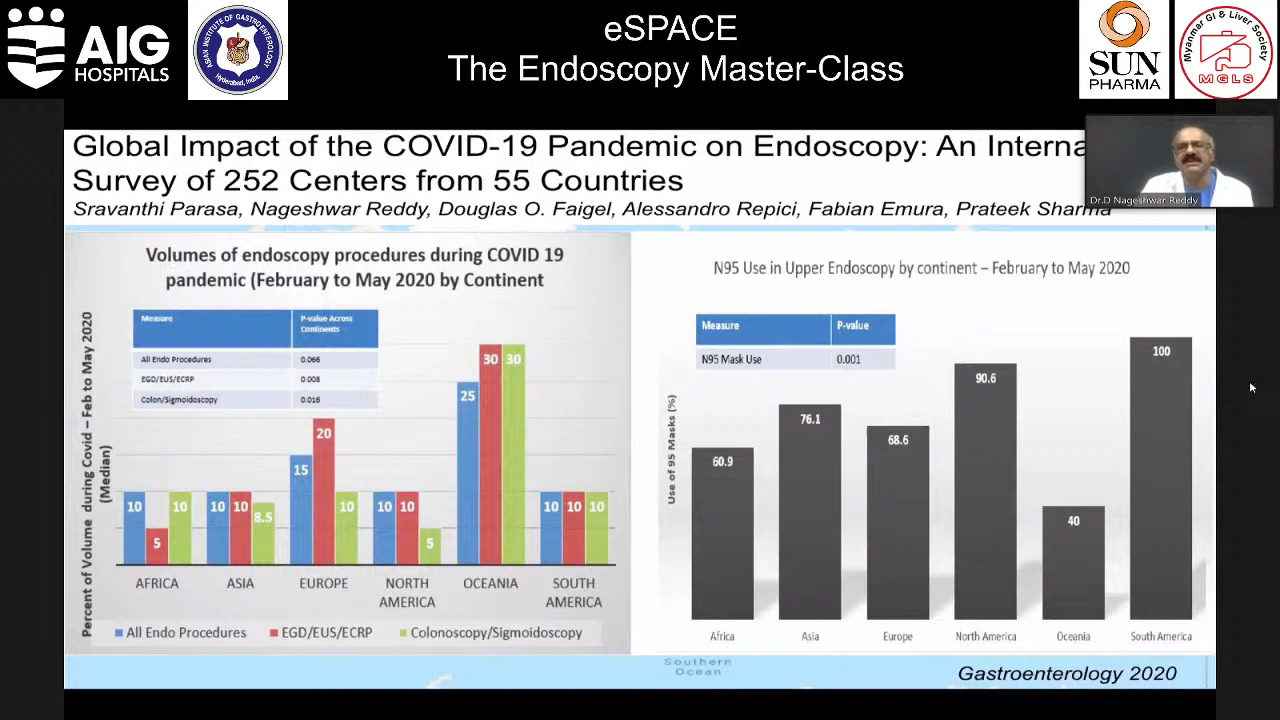 AIG
HOSPITALS
ASIAN INSTITUTE OF GASTROENTEROLOGY
Hyderabad, India.
eSPACE
The Endoscopy Master-Class
SUN
PHARMA
Myanmar GI & Liver Society
MGLS
Global Impact of the COVID-19 Pandemic on Endoscopy: An Interna
Survey of 252 Centers from 55 Countries
Sravanthi Parasa, Nageshwar Reddy, Douglas O. Faigel, Alessandro Repici, Fabian Emura, Prateek Sharma
Dr.D Nageshwar Reddy
Volumes of endoscopy procedures during COVID 19
pandemic (February to May 2020 by Continent
Measure P-value Across
Continents
All Endo Procedures 0.066
EGD/EUS/ECRP 0.008
Colon/Sigmoidoscopy 0.016
Percent of Volume during Covid – Feb to May 2020
(Median)
10 5 10
10 10 8.5
15 20 10
10 10 5
25 30 30
10 10 10
AFRICA ASIA EUROPE NORTH AMERICA OCEANIA SOUTH AMERICA
All Endo Procedures EGD/EUS/ECRP Colonoscopy/Sigmoidoscopy
N95 Use in Upper Endoscopy by continent – February to May 2020
Measure P-value
N95 Mask Use 0.001
Use of 95 Masks (%)
60.9 76.1 68.6 90.6 40 100
Africa Asia Europe North America Oceania South America
Southern
Ocean
Gastroenterology 2020